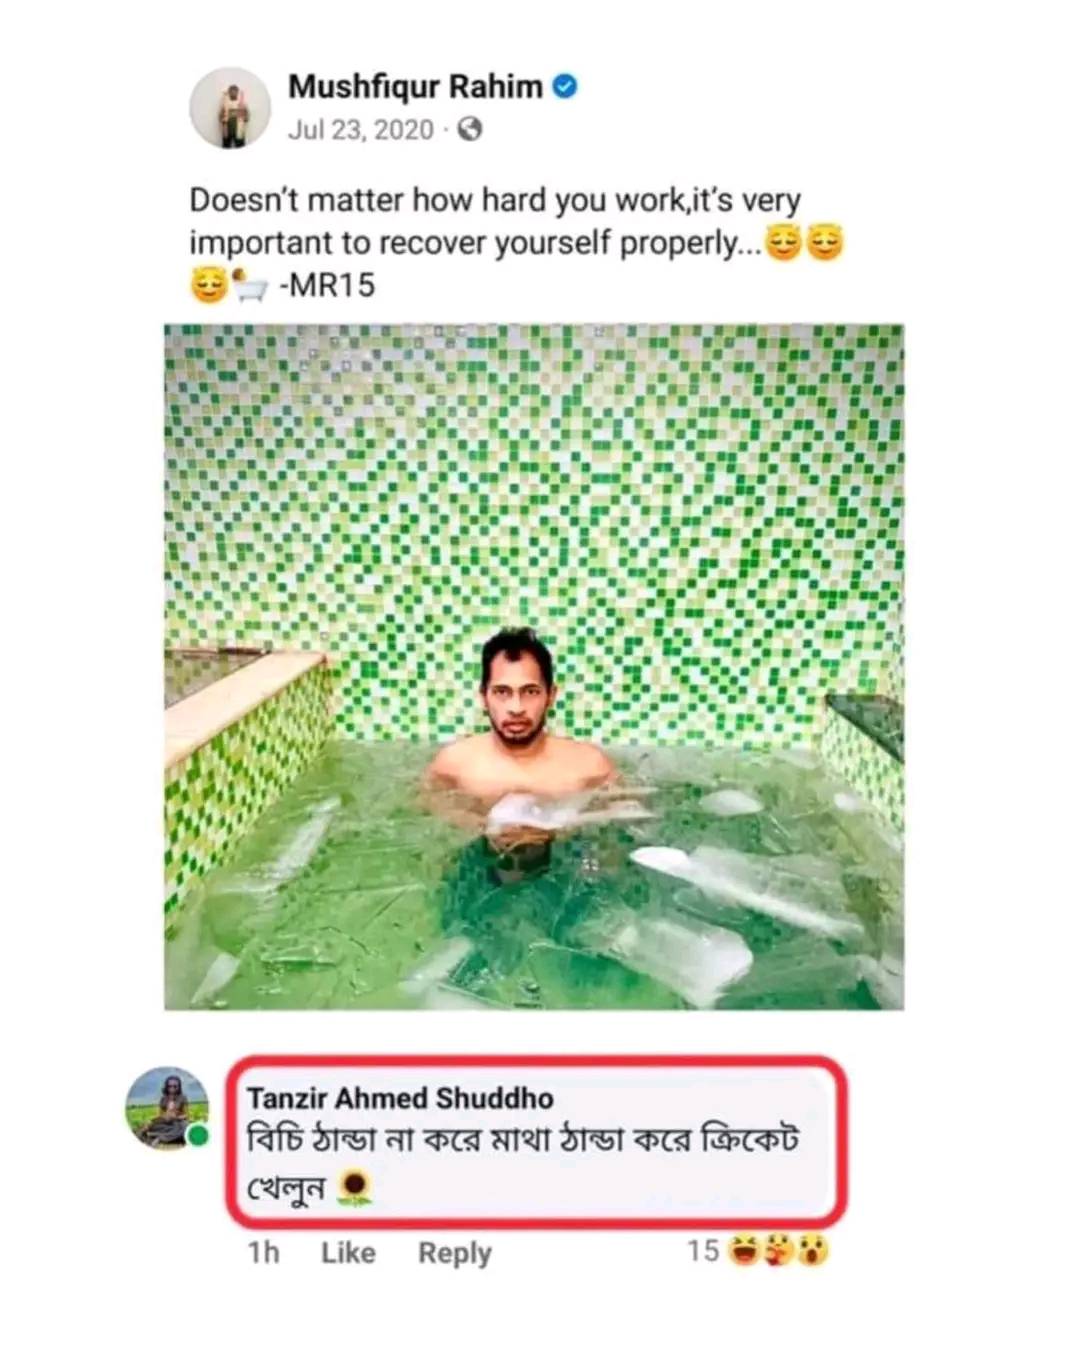 Mushfiqur Rahim
Jul 23, 2020 ·
Doesn't matter how hard you work,it's very
important to recover yourself properly...😇😇
😇🛀 -MR15
Tanzir Ahmed Shuddho
বিচি ঠান্ডা না করে মাথা ঠান্ডা করে ক্রিকেট
খেলুন 🌻
1h Like Reply 15